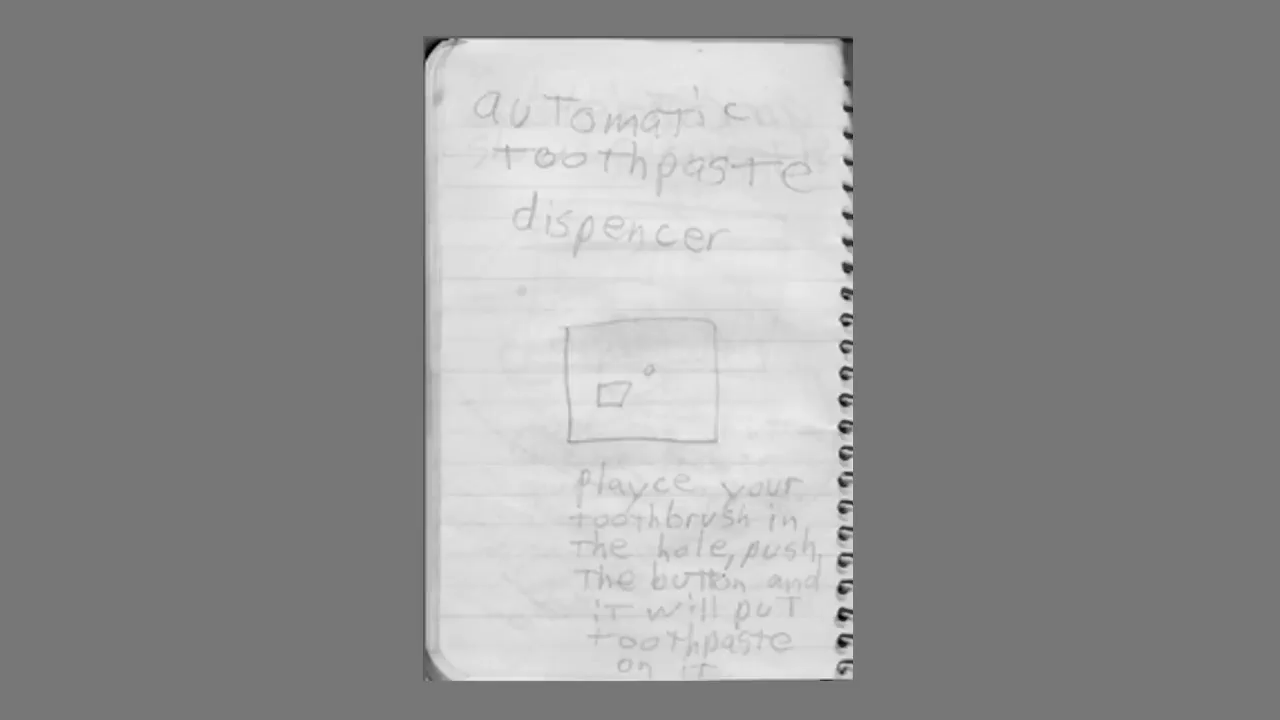 automatic
toothpaste
dispencer
playce your
toothbrush in
the hole, push
the button and
it will put
toothpaste
on it